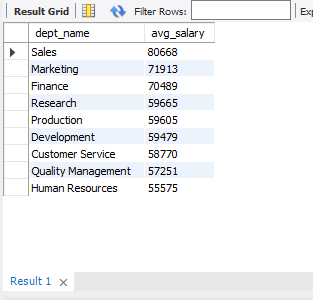 Result Grid Filter Rows: Exp
dept_name avg_salary
Sales 80668
Marketing 71913
Finance 70489
Research 59665
Production 59605
Development 59479
Customer Service 58770
Quality Management 57251
Human Resources 55575
Result 1